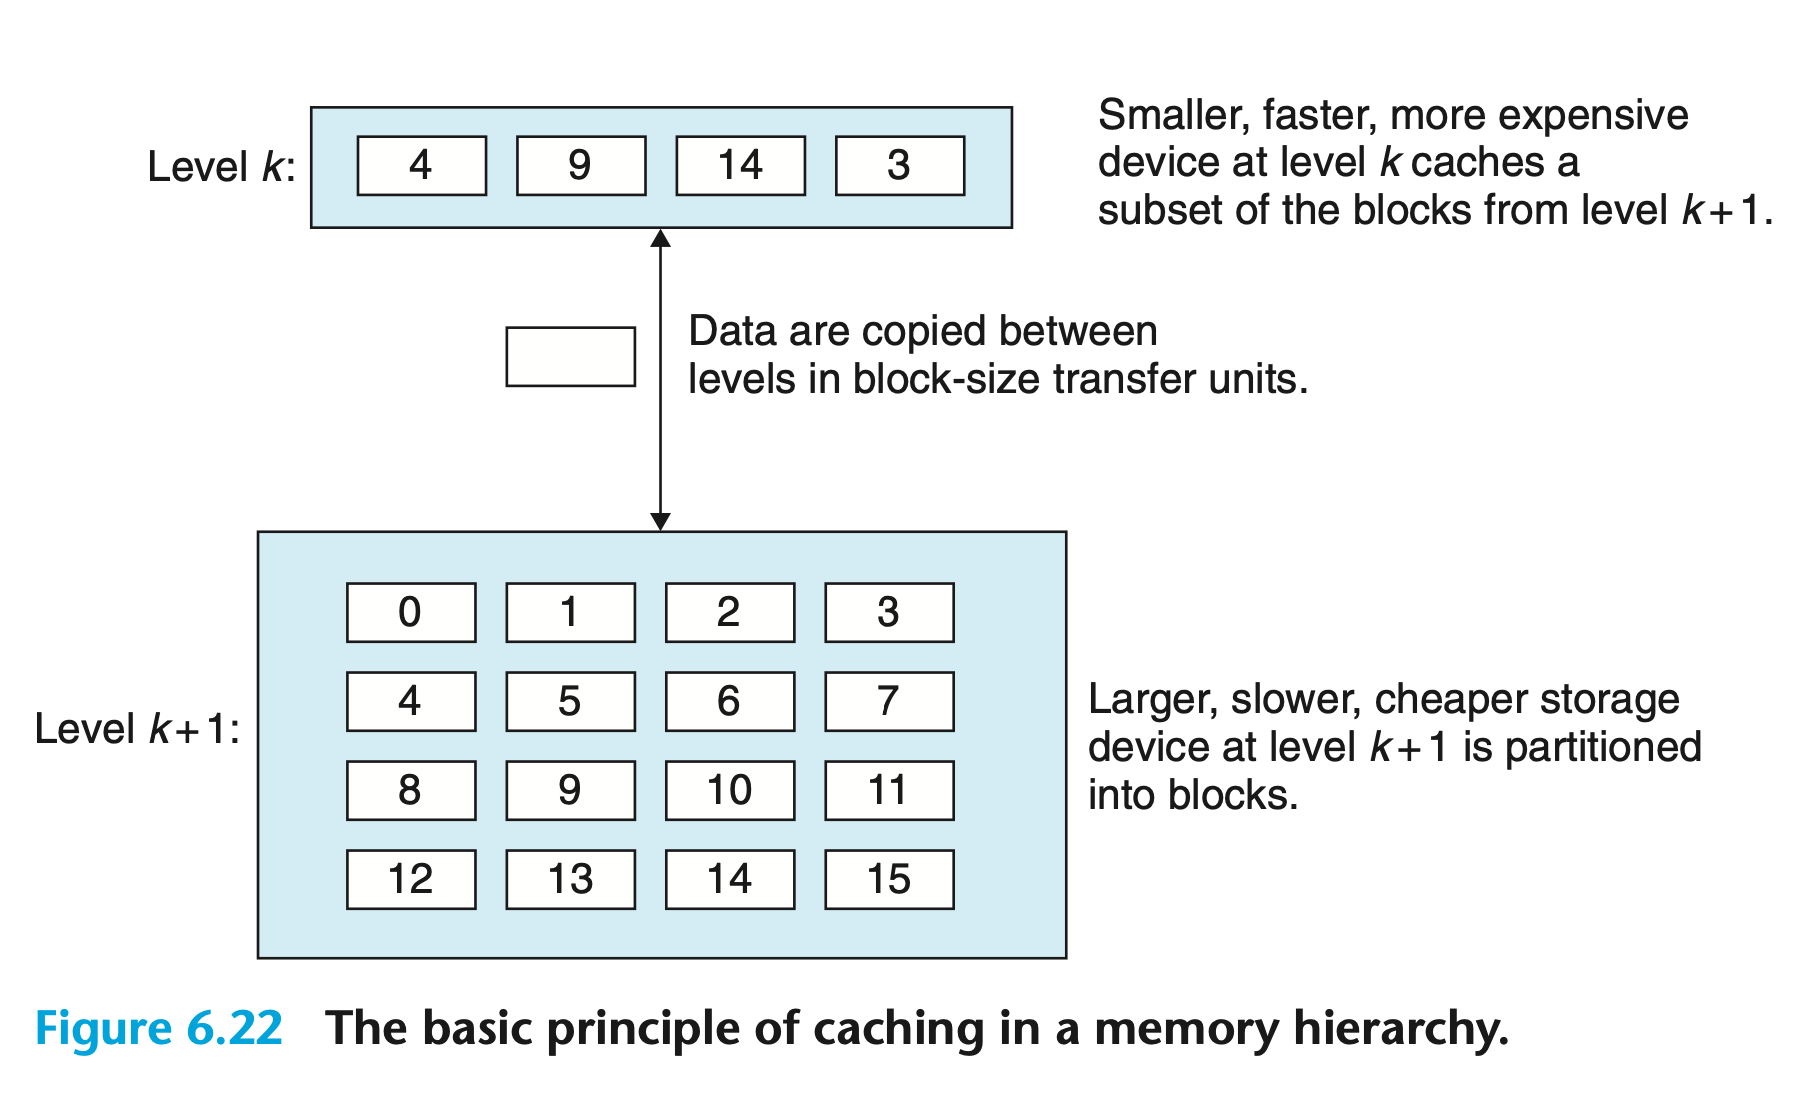 Smaller, faster, more expensive
device at level k caches a
subset of the blocks from level k+1.
Level k:
4 9 14 3
Data are copied between
levels in block-size transfer units.
Level k+1:
0 1 2 3
4 5 6 7
8 9 10 11
12 13 14 15
Larger, slower, cheaper storage
device at level k+1 is partitioned
into blocks.
Figure 6.22 The basic principle of caching in a memory hierarchy.